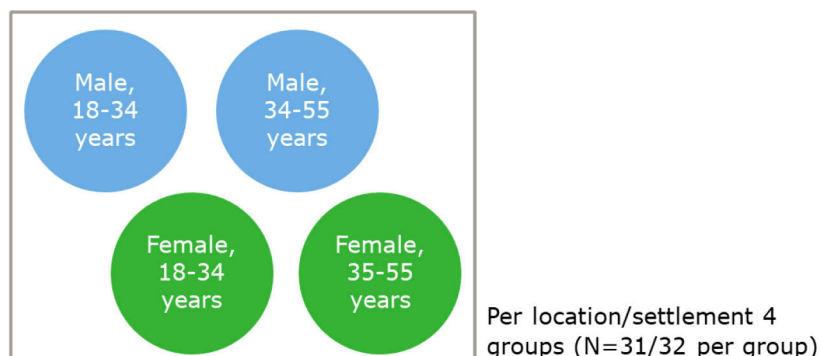 Male,
18-34
years
Male,
34-55
years
Female,
18-34
years
Female,
35-55
years
Per location/settlement 4
groups (N=31/32 per group)